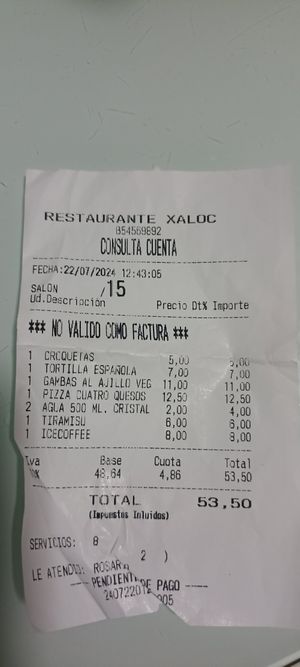 RESTAURANTE XALOC
B54569892
CONSULTA CUENTA
FECHA:22/07/2024 12:43:05
SALON /15
Ud.Descripción Precio Dt% Importe
*** NO VALIDO COMO FACTURA ***
1 CROQUETAS 5,00 5,00
1 TORTILLA ESPAÑOLA 7,00 7,00
1 GAMBAS AL AJILLO VEG 11,00 11,00
1 PIZZA CUATRO QUESOS 12,50 12,50
2 AGUA 500 ML. CRISTAL 2,00 4,00
1 TIRAMISU 6,00 6,00
1 ICECOFFEE 8,00 8,00
Iva Base Cuota Total
48,64 4,86 53,50
TOTAL 53,50
(Impuestos Inluidos)
SERVICIOS: 8
2 )
LE ATENDIO: ROSARI
---- PENDIENTE DE PAGO ----